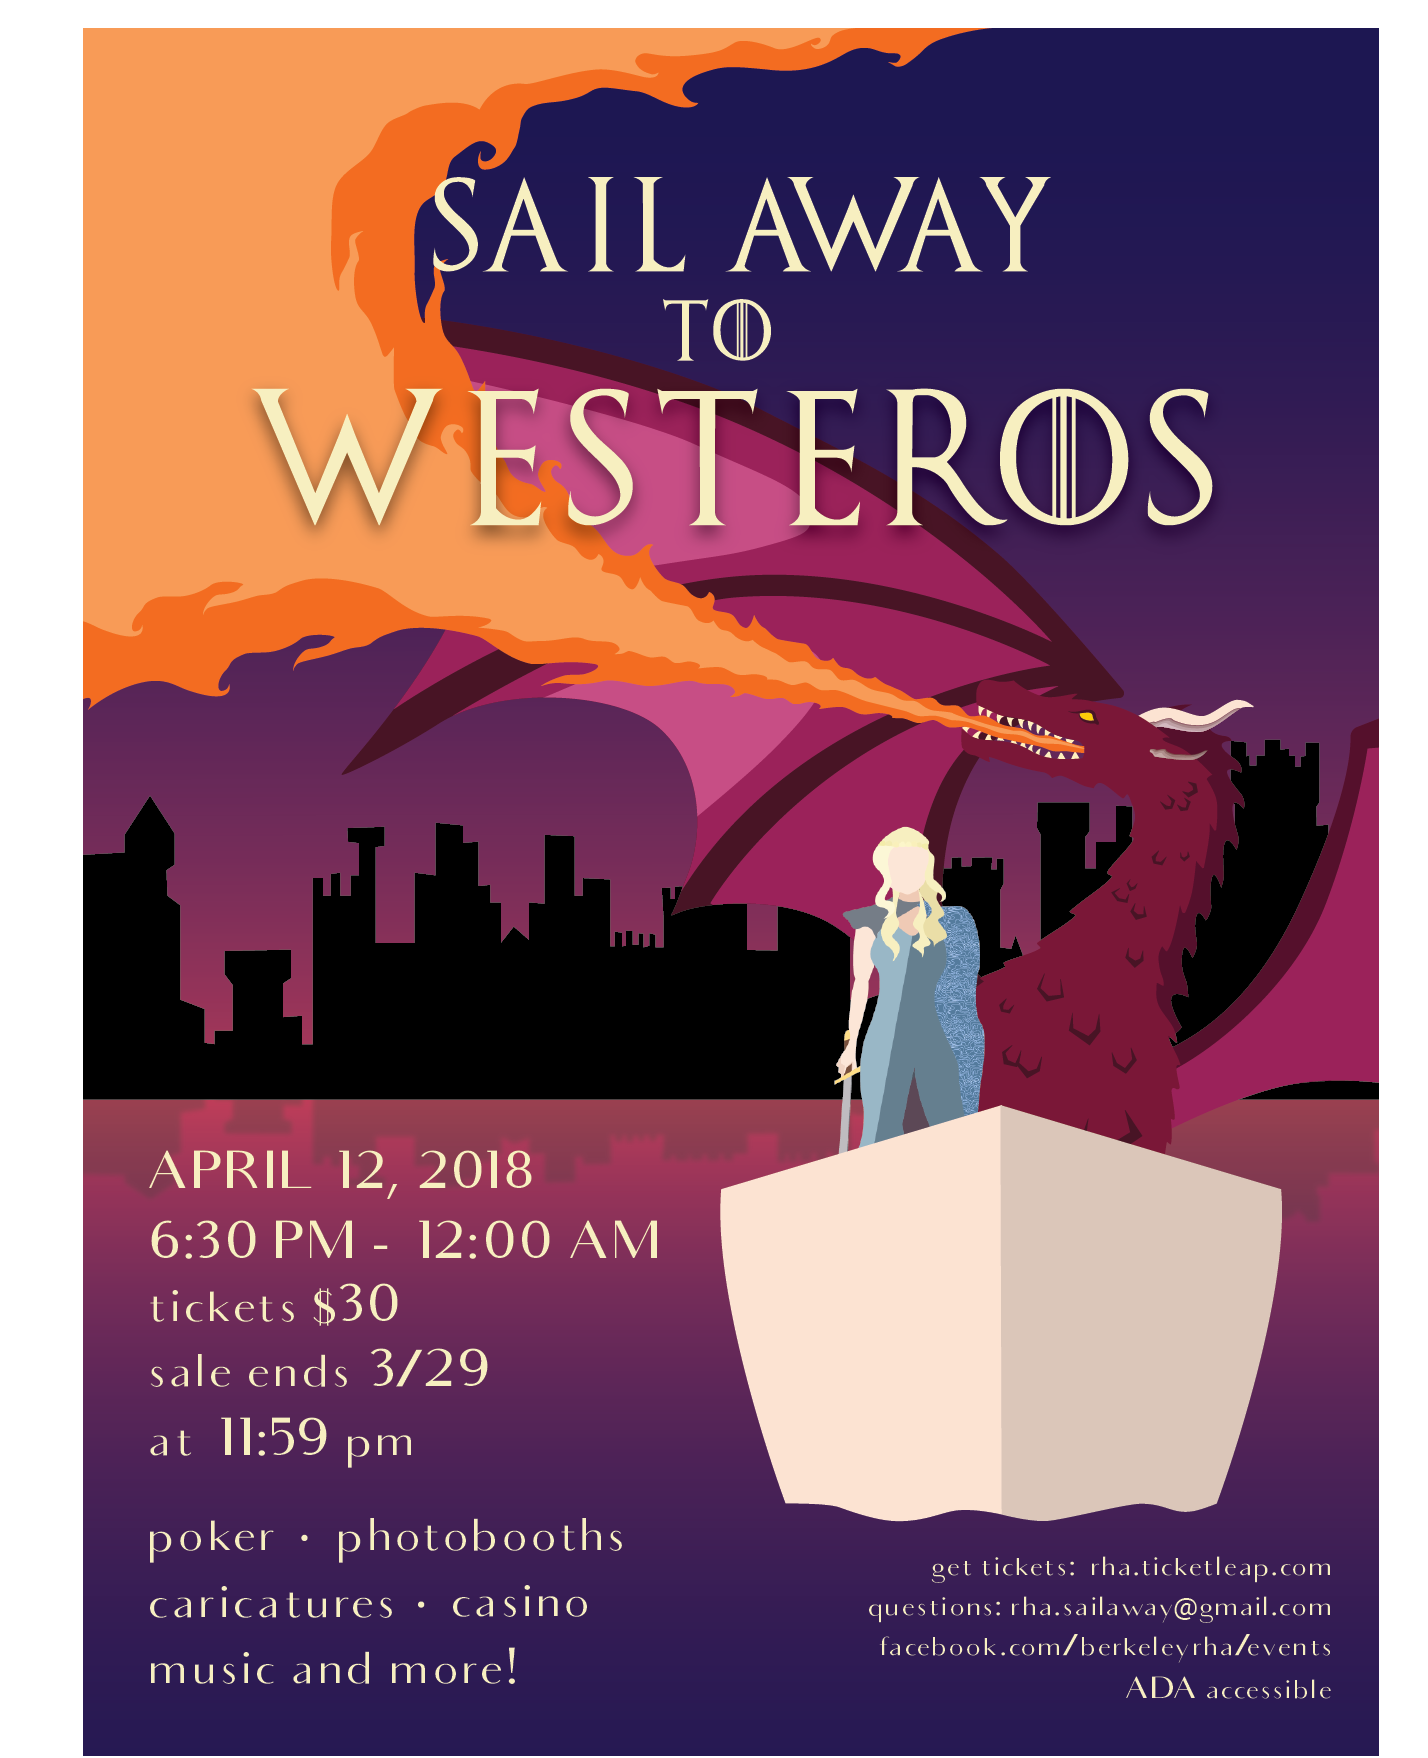 SAIL AWAY
TO
WESTEROS
APRIL 12, 2018
6:30 PM - 12:00 AM
tickets $30
sale ends 3/29
at 11:59 pm
poker · photobooths
caricatures · casino
music and more!
get tickets: rha.ticketleap.com
questions: rha.sailaway@gmail.com
facebook.com/berkeleyrha/events
ADA accessible